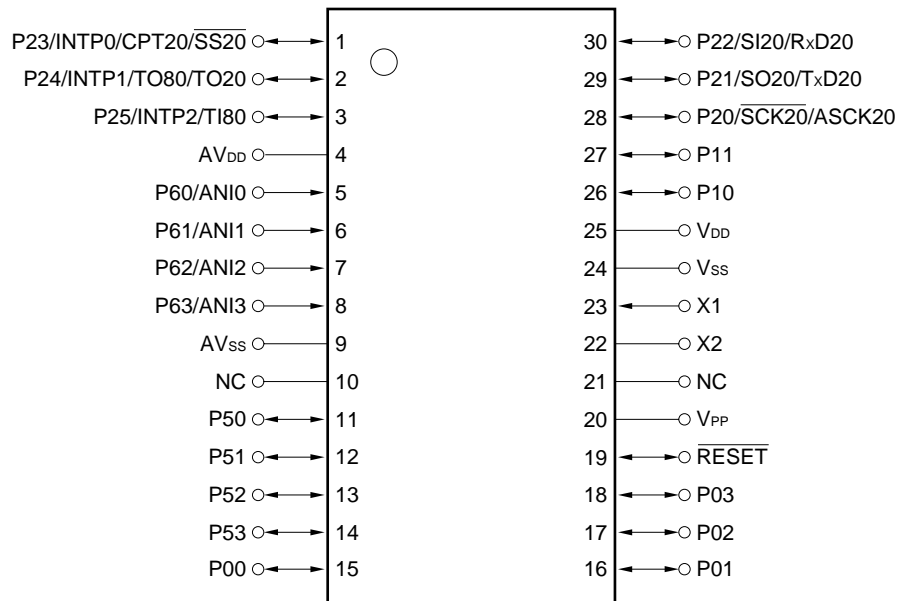 P23/INTP0/CPT20/SS20 1 30 P22/SI20/RxD20
P24/INTP1/TO80/TO20 2 29 P21/SO20/TxD20
P25/INTP2/TI80 3 28 P20/SCK20/ASCK20
AVDD 4 27 P11
P60/ANI0 5 26 P10
P61/ANI1 6 25 VDD
P62/ANI2 7 24 VSS
P63/ANI3 8 23 X1
AVSS 9 22 X2
NC 10 21 NC
P50 11 20 VPP
P51 12 19 RESET
P52 13 18 P03
P53 14 17 P02
P00 15 16 P01